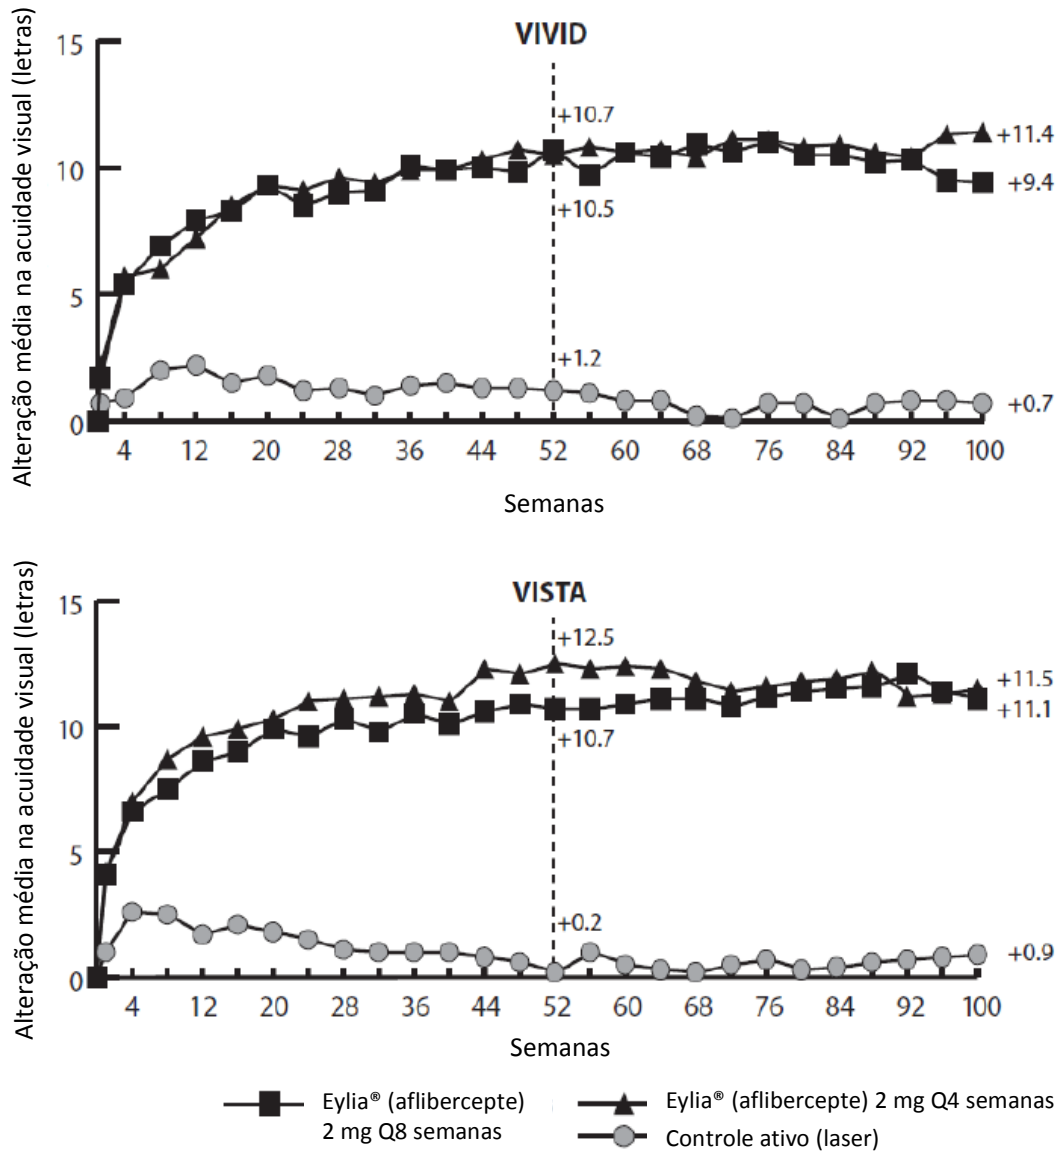 VIVID
Alteração média na acuidade visual (letras)
15
10
5
0
+10.7
+10.5
+1.2
+11.4
+9.4
+0.7
4 12 20 28 36 44 52 60 68 76 84 92 100
Semanas
VISTA
Alteração média na acuidade visual (letras)
15
10
5
0
+12.5
+10.7
+0.2
+11.5
+11.1
+0.9
4 12 20 28 36 44 52 60 68 76 84 92 100
Semanas
Eylia® (aflibercepte)
2 mg Q8 semanas
Eylia® (aflibercepte) 2 mg Q4 semanas
Controle ativo (laser)